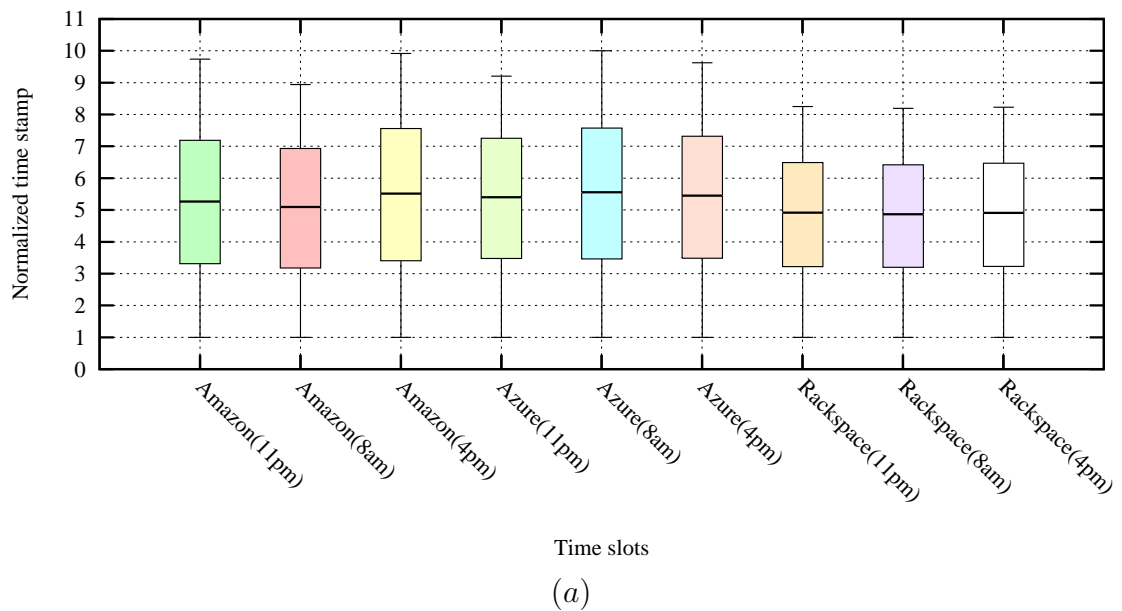 11
10
9
8
7
6
5
4
3
2
1
0
Normalized time stamp
Amazon(11pm)
Amazon(8am)
Amazon(4pm)
Azure(11pm)
Azure(8am)
Azure(4pm)
Rackspace(11pm)
Rackspace(8am)
Rackspace(4pm)
Time slots
(a)